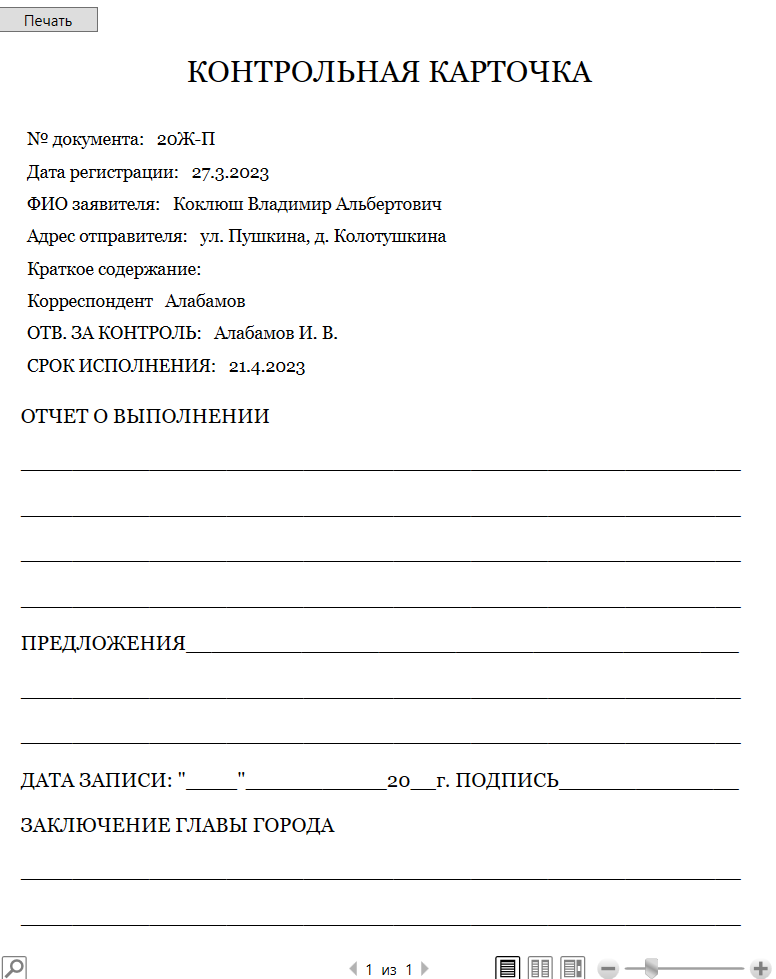 Печать
КОНТРОЛЬНАЯ КАРТОЧКА
№ документа: 20Ж-П
Дата регистрации: 27.3.2023
ФИО заявителя: Коклюш Владимир Альбертович
Адрес отправителя: ул. Пушкина, д. Колотушкина
Краткое содержание:
Корреспондент Алабамов
ОТВ. ЗА КОНТРОЛЬ: Алабамов И. В.
СРОК ИСПОЛНЕНИЯ: 21.4.2023
ОТЧЕТ О ВЫПОЛНЕНИИ
ПРЕДЛОЖЕНИЯ___________________________________________
ДАТА ЗАПИСИ: "____"___________20__г. ПОДПИСЬ______________
ЗАКЛЮЧЕНИЕ ГЛАВЫ ГОРОДА
1 из 1